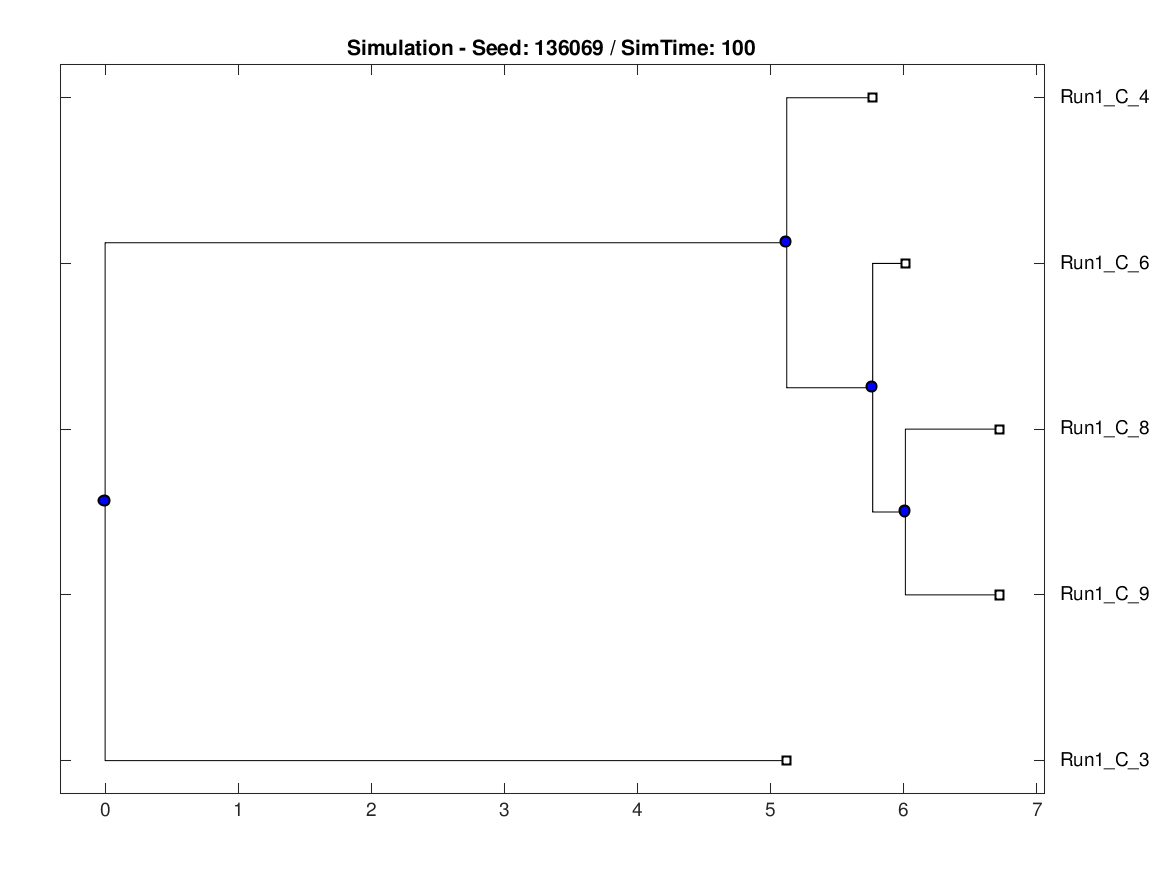 Simulation - Seed: 136069 / SimTime: 100
Run1_C_4
Run1_C_6
Run1_C_8
Run1_C_9
Run1_C_3
0 1 2 3 4 5 6 7